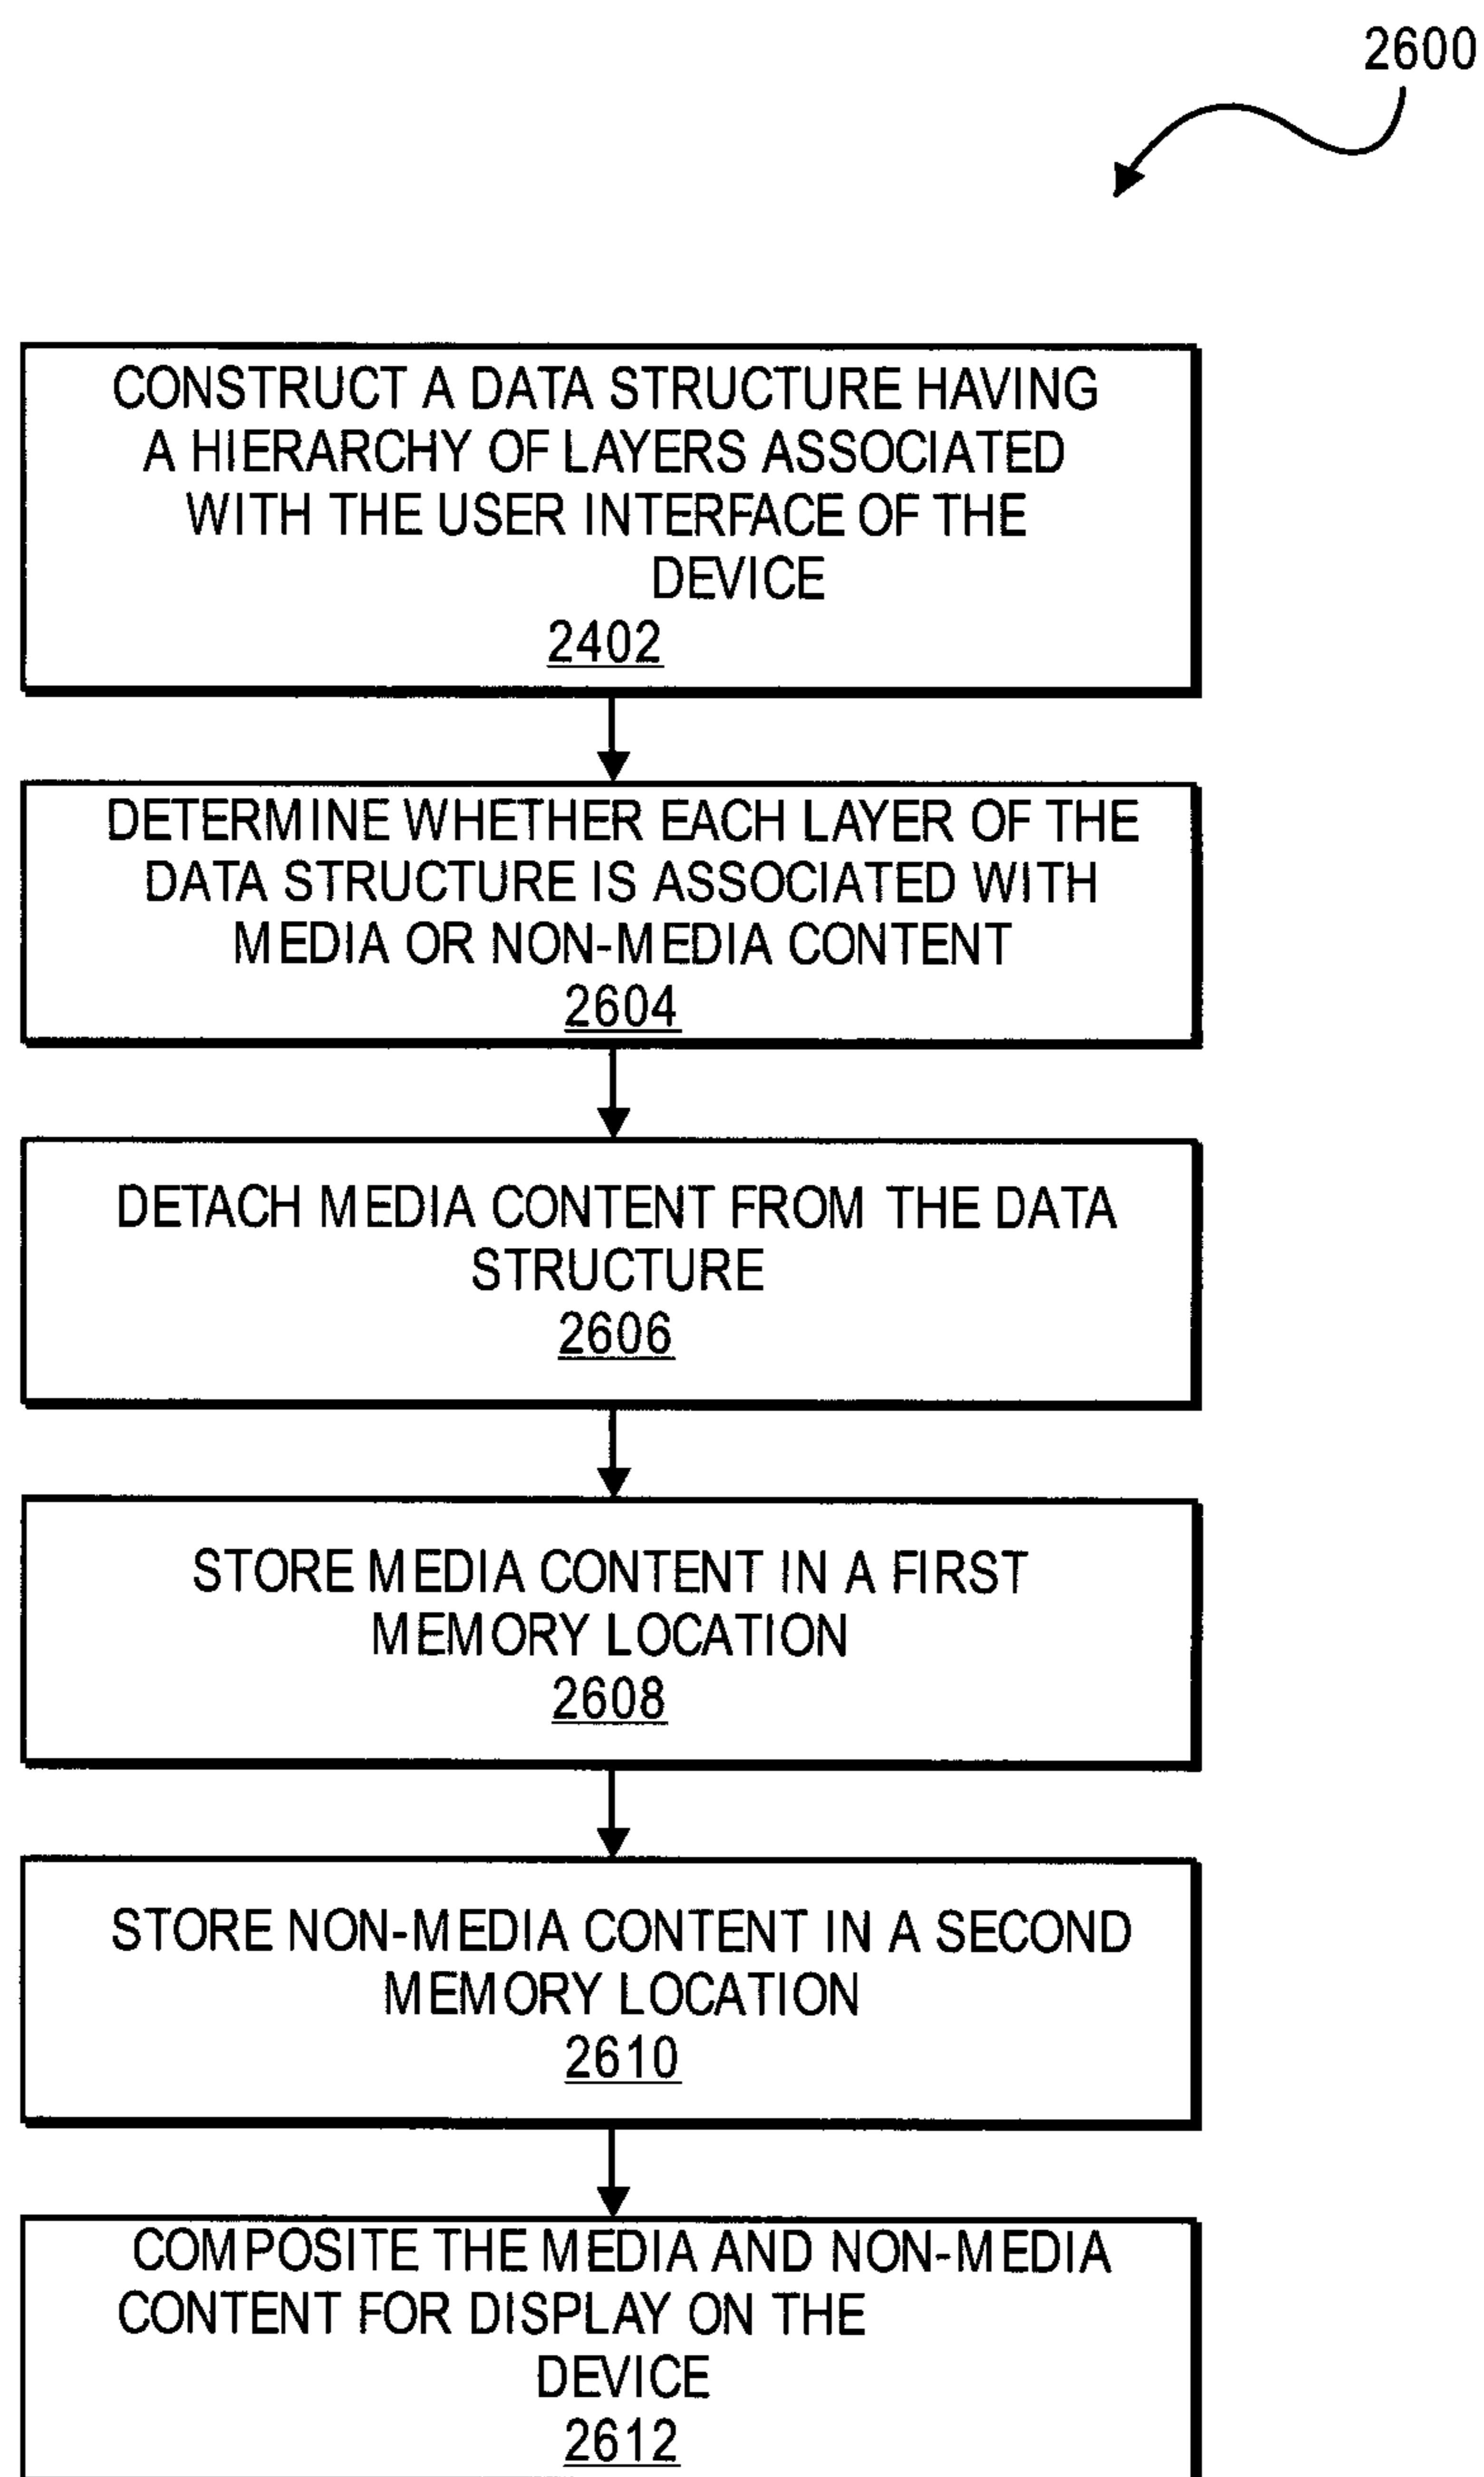 2600
CONSTRUCT A DATA STRUCTURE HAVING
A HIERARCHY OF LAYERS ASSOCIATED
WITH THE USER INTERFACE OF THE
DEVICE
2402
DETERMINE WHETHER EACH LAYER OF THE
DATA STRUCTURE IS ASSOCIATED WITH
MEDIA OR NON-MEDIA CONTENT
2604
DETACH MEDIA CONTENT FROM THE DATA
STRUCTURE
2606
STORE MEDIA CONTENT IN A FIRST
MEMORY LOCATION
2608
STORE NON-MEDIA CONTENT IN A SECOND
MEMORY LOCATION
2610
COMPOSITE THE MEDIA AND NON-MEDIA
CONTENT FOR DISPLAY ON THE
DEVICE
2612